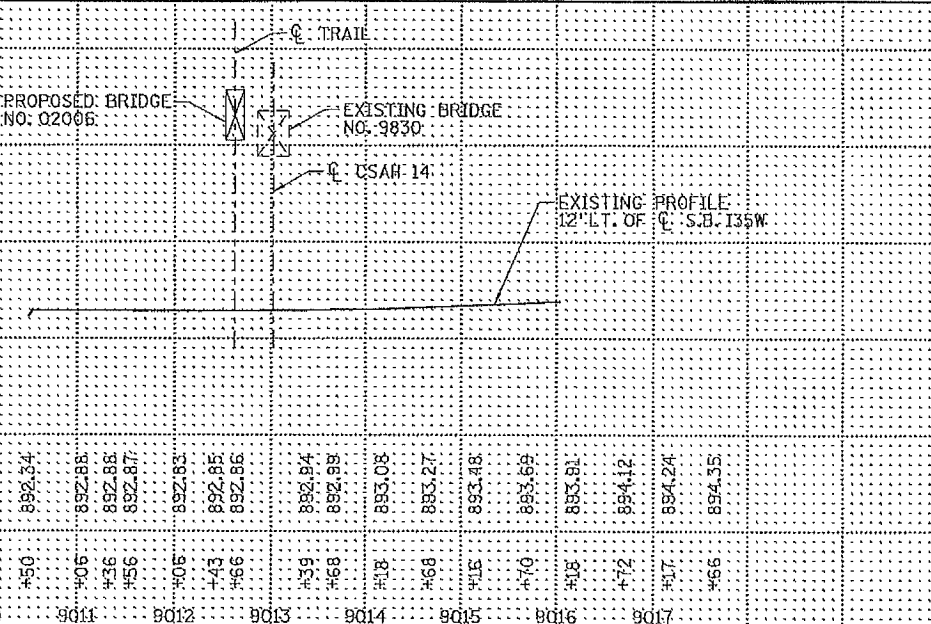 ℄ TRAIL
PROPOSED BRIDGE
NO. 02006
EXISTING BRIDGE
NO. 9830
℄ CSAH 14
EXISTING PROFILE
12' LT. OF ℄ S.B. I35W
892.34 892.88 892.88 892.87 892.83 892.85 892.86 892.94 892.99 893.08 893.27 893.48 893.69 893.81 894.12 894.24 894.35
+50 +06 +36 +56 +06 +43 +66 +39 +68 +18 +68 +16 +70 +18 +72 +17 +66
9011 9012 9013 9014 9015 9016 9017